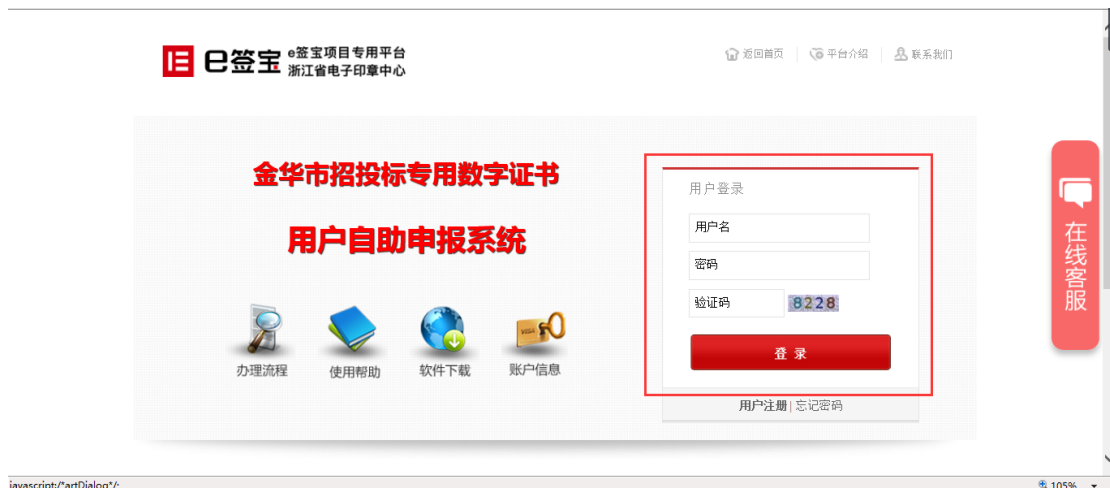 e签宝 e签宝项目专用平台
浙江省电子印章中心
返回首页 平台介绍 联系我们
金华市招投标专用数字证书
用户自助申报系统
办理流程 使用帮助 软件下载 账户信息
用户登录
用户名
密码
验证码 8228
登 录
用户注册 | 忘记密码
在线客服
javascript:/*artDialog*/;
105%